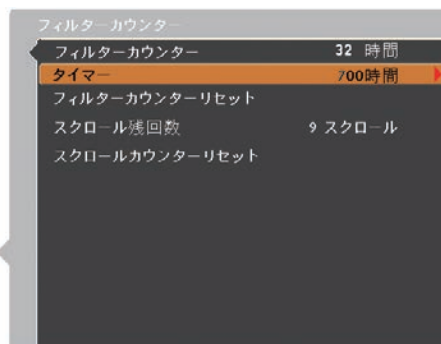 フィルターカウンター
フィルターカウンター 32 時間
タイマー 700時間
フィルターカウンターリセット
スクロール残回数 9 スクロール
スクロールカウンターリセット